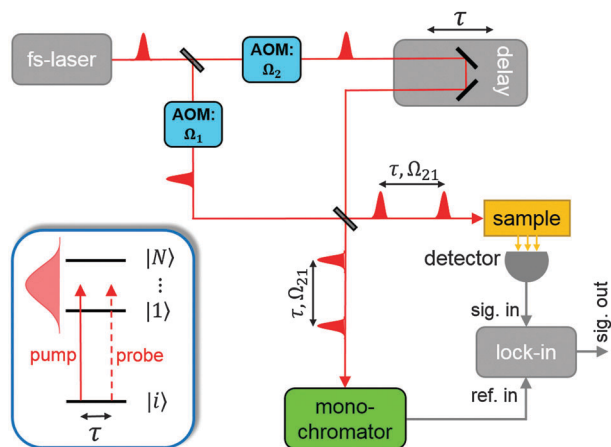 fs-laser
AOM:
Ω₂
τ
delay
AOM:
Ω₁
τ, Ω₂₁
sample
detector
sig. in
lock-in
sig. out
ref. in
τ, Ω₂₁
mono-
chromator
|N⟩
⋮
|1⟩
pump
probe
|i⟩
τ